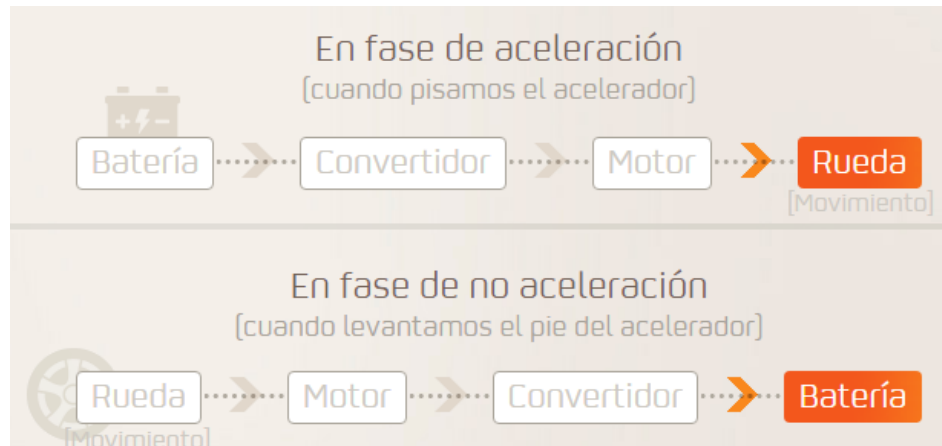 En fase de aceleración
[cuando pisamos el acelerador]
Batería Convertidor Motor Rueda
[Movimiento]
En fase de no aceleración
[cuando levantamos el pie del acelerador]
Rueda Motor Convertidor Batería
[Movimiento]